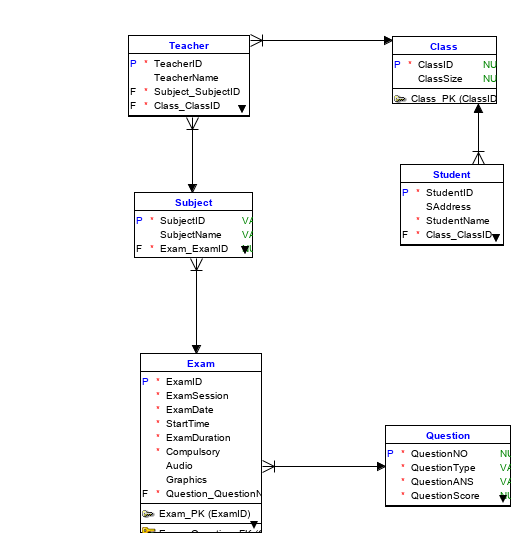 Teacher
P * TeacherID
TeacherName
F * Subject_SubjectID
F * Class_ClassID
Class
P * ClassID NU
ClassSize NU
Class_PK (ClassID
Student
P * StudentID
SAddress
* StudentName
F * Class_ClassID
Subject
P * SubjectID VA
SubjectName VA
F * Exam_ExamID
Exam
P * ExamID
* ExamSession
* ExamDate
* StartTime
* ExamDuration
* Compulsory
Audio
Graphics
F * Question_QuestionN
Exam_PK (ExamID)
Question
P * QuestionNO NU
* QuestionType VA
* QuestionANS VA
* QuestionScore